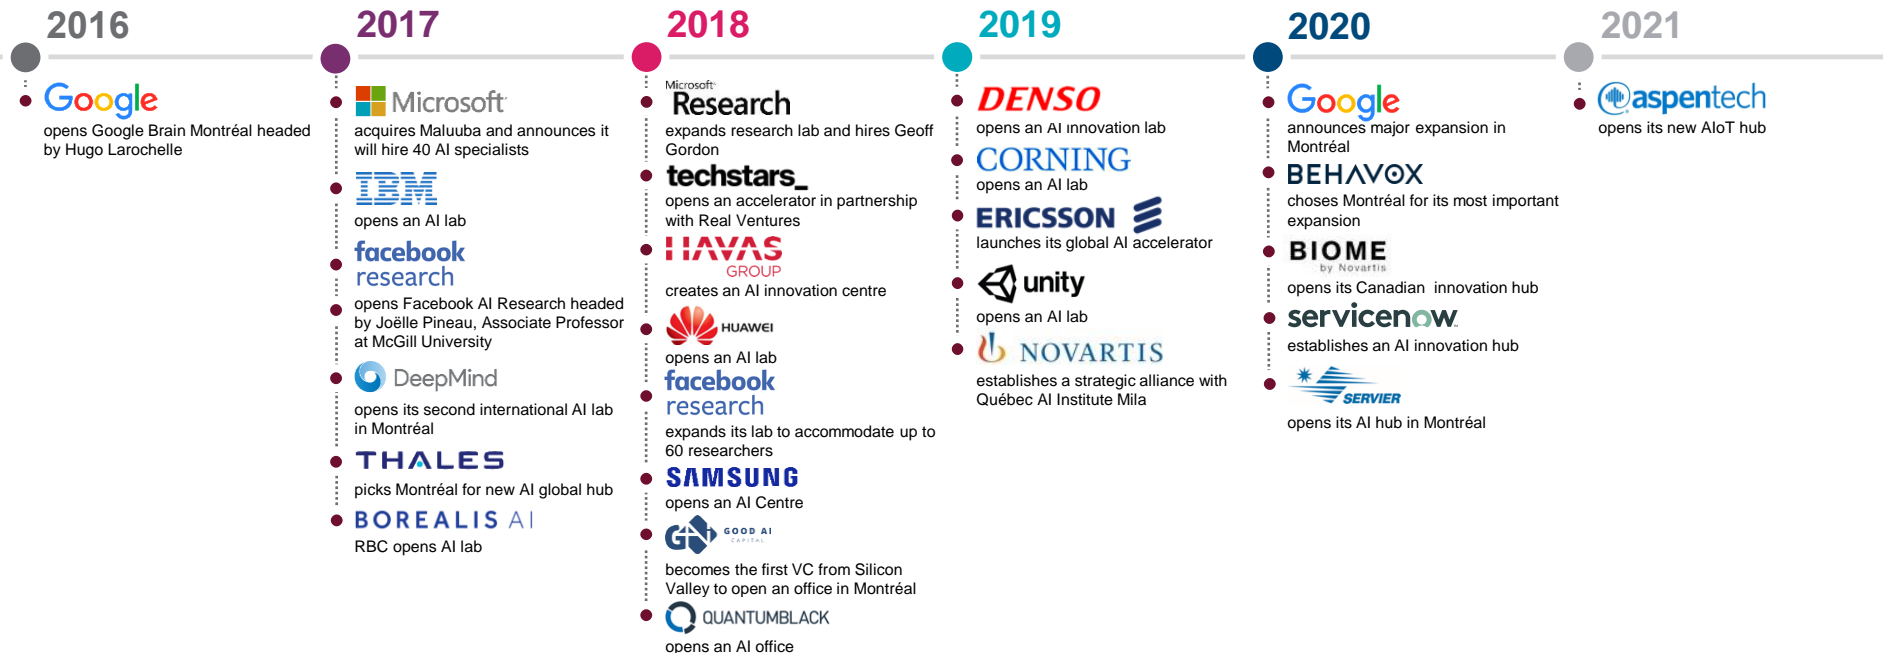 2016
Google
opens Google Brain Montréal headed
by Hugo Larochelle
2017
Microsoft
acquires Maluuba and announces it
will hire 40 AI specialists
IBM
opens an AI lab
facebook
research
opens Facebook AI Research headed
by Joëlle Pineau, Associate Professor
at McGill University
DeepMind
opens its second international AI lab
in Montréal
THALES
picks Montréal for new AI global hub
BOREALIS AI
RBC opens AI lab
2018
Microsoft
Research
expands research lab and hires Geoff
Gordon
techstars_
opens an accelerator in partnership
with Real Ventures
HAVAS
GROUP
creates an AI innovation centre
HUAWEI
opens an AI lab
facebook
research
expands its lab to accommodate up to
60 researchers
SAMSUNG
opens an AI Centre
GAi
GOOD AI
CAPITAL
becomes the first VC from Silicon
Valley to open an office in Montréal
QUANTUMBLACK
opens an AI office
2019
DENSO
opens an AI innovation lab
CORNING
opens an AI lab
ERICSSON
launches its global AI accelerator
unity
opens an AI lab
NOVARTIS
establishes a strategic alliance with
Québec AI Institute Mila
2020
Google
announces major expansion in
Montréal
BEHAVOX
choses Montréal for its most important
expansion
BIOME
by Novartis
opens its Canadian innovation hub
servicenow
establishes an AI innovation hub
SERVIER
opens its AI hub in Montréal
2021
aspentech
opens its new AIoT hub